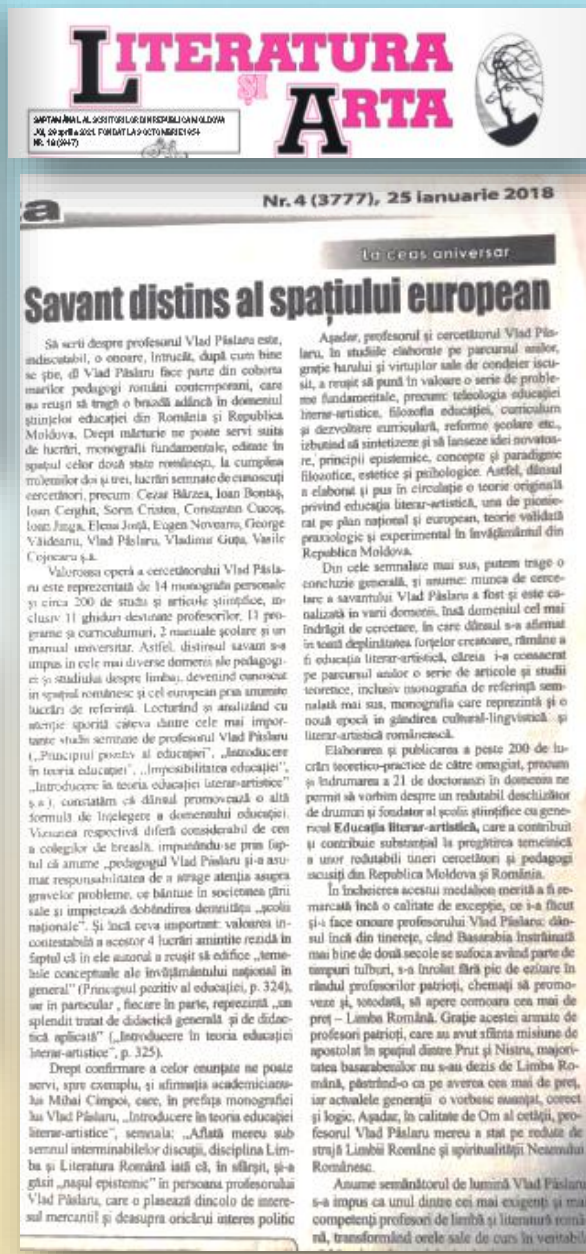 LITERATURA
ȘI
ARTA
SĂPTĂMÂNAL AL SCRIITORILOR DIN REPUBLICA MOLDOVA
JOI, 29 aprilie 2021. FONDAT LA 3 OCTOMBRIE 1954
NR. 18 (3947)
Nr. 4 (3777), 25 ianuarie 2018
La ceas aniversar
Savant distins al spațiului european
Să scrii despre profesorul Vlad Pâslaru este,
indiscutabil, o onoare, întrucât, după cum bine
se știe, dl Vlad Pâslaru face parte din cohorta
marilor pedagogi români contemporani, care
au reușit să tragă o brazdă adâncă în domeniul
științelor educației din România și Republica
Moldova. Drept mărturie ne poate servi suita
de lucrări, monografii fundamentale, editate în
spațiul celor două state românești, la cumpăna
mileniilor doi și trei, lucrări semnate de cunoscuți
cercetători, precum: Cezar Bârzea, Ioan Bontaș,
Ioan Cerghit, Sorin Cristea, Constantin Cucoș,
Ioan Jinga, Elena Joiță, Eugen Noveanu, George
Văideanu, Vlad Pâslaru, Vladimir Guțu, Vasile
Cojocaru ș.a.
Valoroasa operă a cercetătorului Vlad Pâsla-
ru este reprezentată de 14 monografii personale
și circa 200 de studii și articole științifice, in-
clusiv 11 ghiduri destinate profesorilor, 13 pro-
grame și curriculumuri, 2 manuale școlare și un
manual universitar. Astfel, distinsul savant s-a
impus în cele mai diverse domenii ale pedagogi-
ei și studiului despre limbaj, devenind cunoscut
în spațiul românesc și cel european prin anumite
lucrări de referință. Lecturând și analizând cu
atenție sporită câteva dintre cele mai impor-
tante studii semnate de profesorul Vlad Pâslaru
(„Principiul pozitiv al educației”, „Introducere
în teoria educației”, „Imposibilitatea educației”,
„Introducere în teoria educației literar-artistice”
ș.a.), constatăm că dânsul promovează o altă
formulă de înțelegere a domentului educației.
Viziunea respectivă diferă considerabil de cea
a colegilor de breaslă, impunându-se prin fap-
tul că anume „pedagogul Vlad Pâslaru și-a asu-
mat responsabilitatea de a atrage atenția asupra
gravelor probleme, ce bântuie în societatea țării
sale și impietează dobândirea demnității „școlii
naționale”. Și încă ceva important: valoarea in-
contestabilă a acestor 4 lucrări amintite rezidă în
faptul că în ele autorul a reușit să edifice „teme-
liile conceptuale ale învățământului național în
general” (Principiul pozitiv al educației, p. 324),
iar în particular, fiecare în parte, reprezintă „un
splendit tratat de didactică generală și de didac-
tică aplicată” („Introducere în teoria educației
literar-artistice”, p. 325).
Drept confirmare a celor enunțate ne poate
servi, spre exemplu, și afirmația academicianu-
lui Mihai Cimpoi, care, în prefața monografiei
lui Vlad Pâslaru, „Introducere în teoria educației
literar-artistice”, semnala: „Aflată mereu sub
semnul interminabilelor discuții, disciplina Lim-
ba și Literatura Română iată că, în sfârșit, și-a
găsit „nașul epistemic” în persoana profesorului
Vlad Pâslaru, care o plasează dincolo de intere-
sul mercantil și deasupra oricărui interes politic
Așadar, profesorul și cercetătorul Vlad Pâs-
laru, în studiile elaborate pe parcursul anilor,
grație harului și virtuților sale de condeier iscu-
sit, a reușit să pună în valoare o serie de proble-
me fundamentale, precum: teleologia educației
literar-artistice, filozofia educației, curriculum
și dezvoltare curriculară, reforme școlare etc.,
izbutind să sintetizeze și să lanseze idei novatoa-
re, principii epistemice, concepte și paradigme
filozofice, estetice și psihologice. Astfel, dânsul
a elaborat și pus în circulație o teorie originală
privind educația literar-artistică, una de pionie-
rat pe plan național și european, teorie validată
praxiologic și experimental în învățământul din
Republica Moldova.
Din cele semnalate mai sus, putem trage o
concluzie generală, și anume: munca de cerce-
tare a savantului Vlad Pâslaru a fost și este ca-
nalizată în varii domenii, însă domeniul cel mai
îndrăgit de cercetare, în care dânsul s-a afirmat
în toată deplinătatea forțelor creatoare, rămâne a
fi educația literar-artistică, căreia i-a consacrat
pe parcursul anilor o serie de articole și studii
teoretice, inclusiv monografia de referință sem-
nalată mai sus, monografia care reprezintă și o
nouă epocă în gândirea cultural-lingvistică și
literar-artistică românească.
Elaborarea și publicarea a peste 200 de lu-
crări teoretico-practice de către omagiat, precum
și îndrumarea a 21 de doctoranzi în domeniu ne
permit să vorbim despre un redutabil deschizător
de drumuri și fondator al școlii științifice cu gene-
ricul Educația literar-artistică, care a contribuit
și contribuie substanțial la pregătirea temeinică
a unor redutabili tineri cercetători și pedagogi
iscusiți din Republica Moldova și România.
În încheierea acestui medalion merită a fi re-
marcată încă o calitate de excepție, ce i-a făcut
și-i face onoare profesorului Vlad Pâslaru: dân-
sul încă din tinerețe, când Basarabia înstrăinată
mai bine de două secole se sufoca având parte de
timpuri tulburi, s-a înrolat fără pic de ezitare în
rândul profesorilor patrioți, chemați să promo-
veze și, totodată, să apere comoara cea mai de
preț – Limba Română. Grație acestei armate de
profesori patrioți, care au avut sfânta misiune de
apostolat în spațiul dintre Prut și Nistru, majori-
tatea basarabenilor nu s-au dezis de Limba Ro-
mână, păstrând-o ca pe averea cea mai de preț,
iar actualele generații o vorbesc nuanțat, corect
și logic. Așadar, în calitate de Om al cetății, pro-
fesorul Vlad Pâslaru mereu a stat pe redute de
strajă Limbii Române și spiritualității Neamului
Românesc.
Anume semănătorul de lumină Vlad Pâslaru
s-a impus ca unul dintre cei mai exigenți și mai
competenți profesori de limbă și literatură româ-
nă, transformând orele sale de curs în veritabi